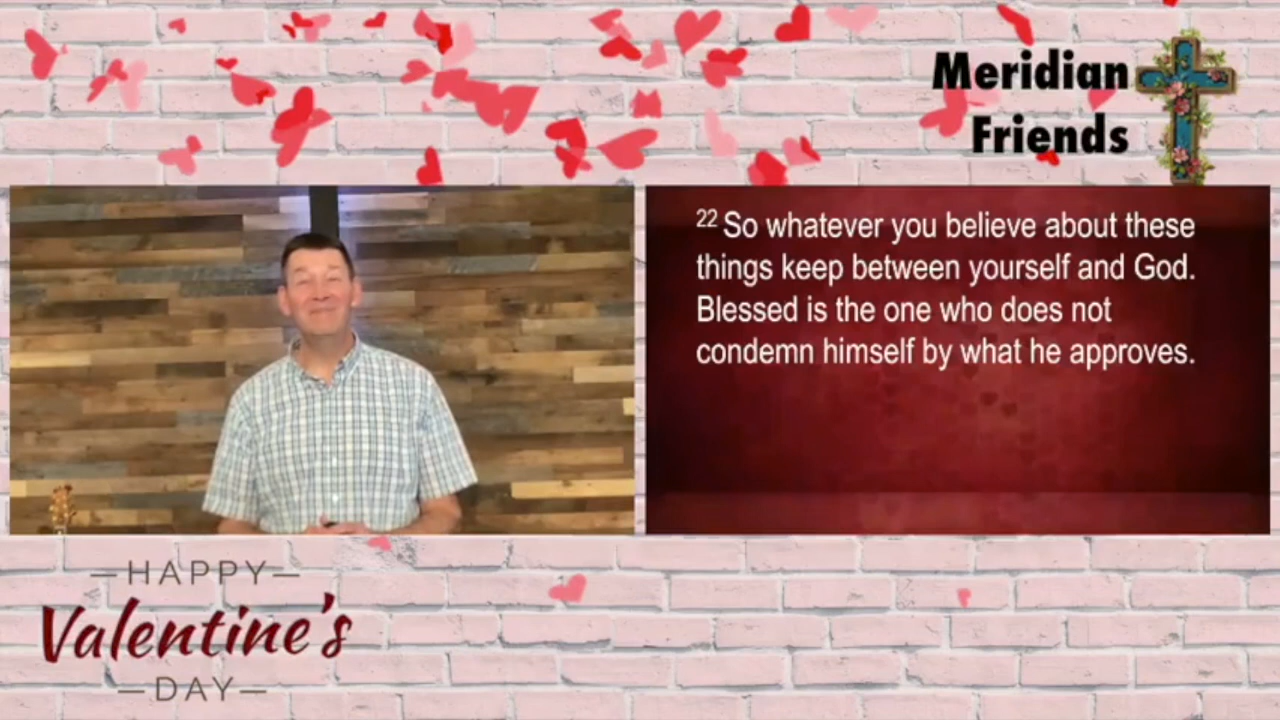 Meridian
Friends
22 So whatever you believe about these
things keep between yourself and God.
Blessed is the one who does not
condemn himself by what he approves.
—HAPPY—
Valentine's
—DAY—